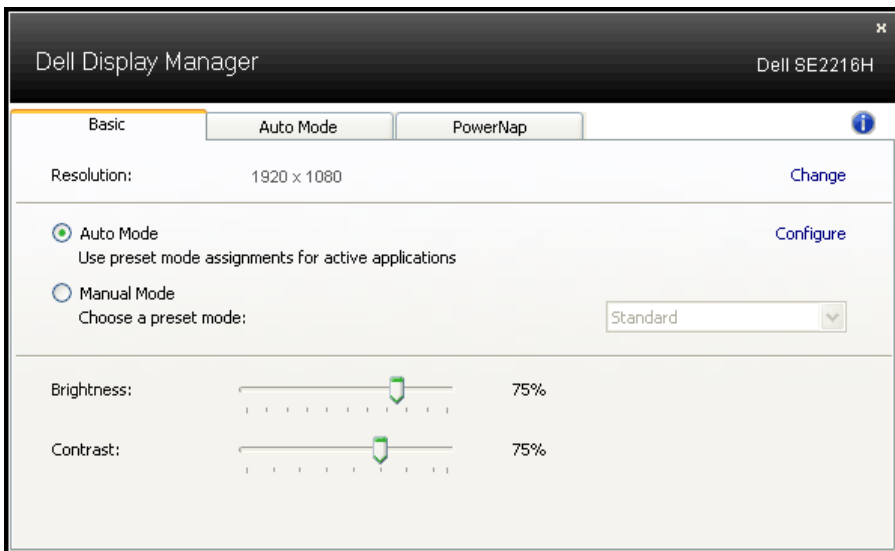 Dell Display Manager
Dell SE2216H
Basic
Auto Mode
PowerNap
Resolution:
1920 x 1080
Change
Auto Mode
Configure
Use preset mode assignments for active applications
Manual Mode
Choose a preset mode:
Standard
Brightness:
75%
Contrast:
75%